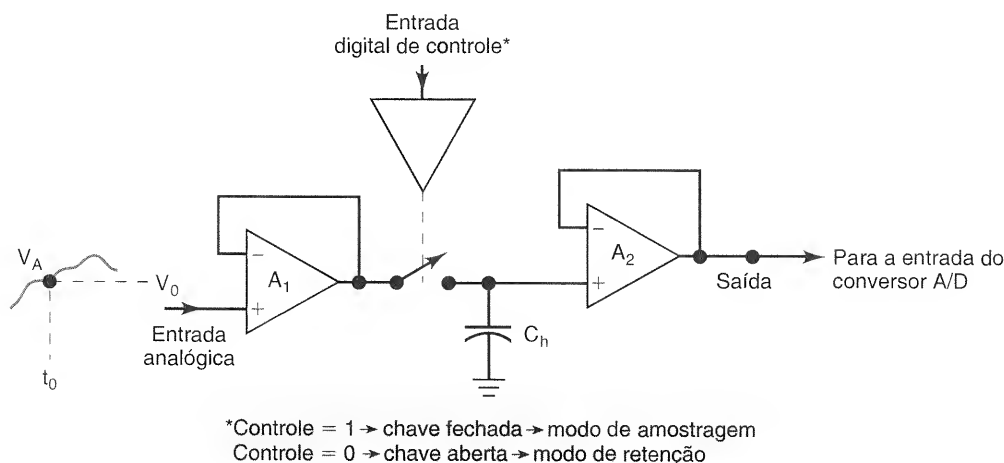 Entrada
digital de controle*
V_A
V_0
t_0
Entrada
analógica
−
A_1
+
C_h
−
A_2
+
Saída
Para a entrada do
conversor A/D
*Controle = 1 → chave fechada → modo de amostragem
Controle = 0 → chave aberta → modo de retenção